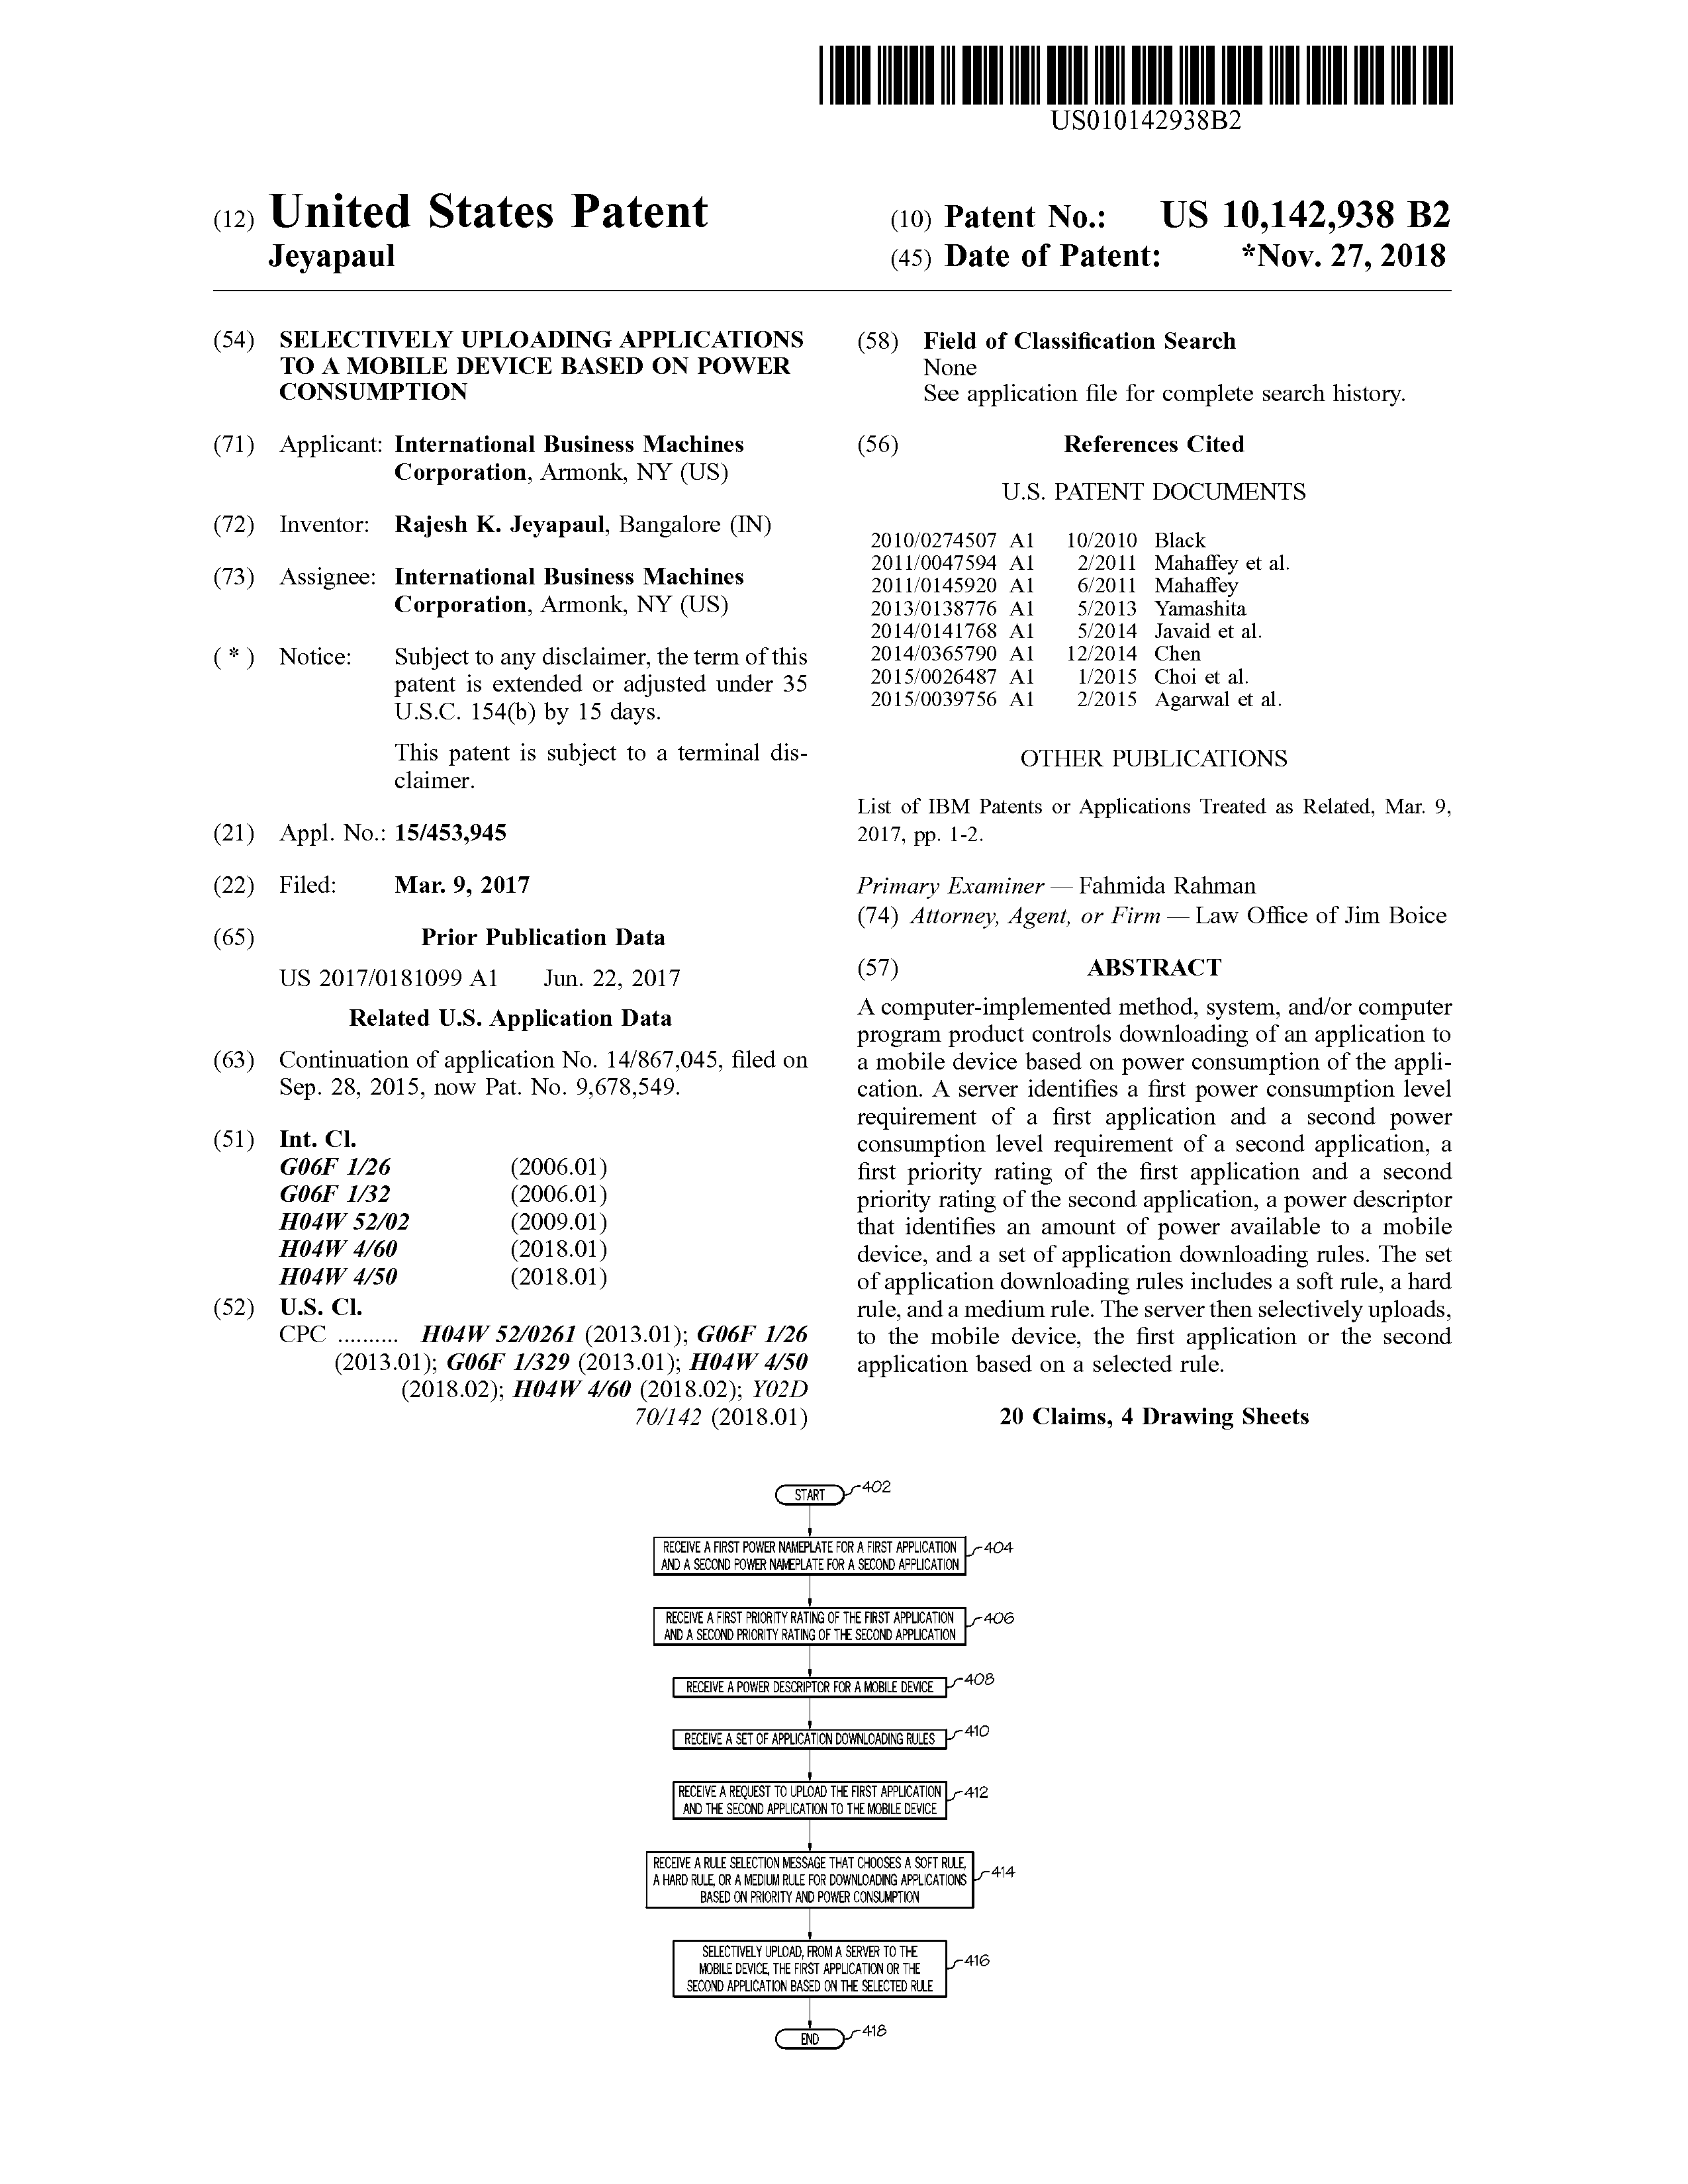 US010142938B2
(12) United States Patent
Jeyapaul
(10) Patent No.: US 10,142,938 B2
(45) Date of Patent: *Nov. 27, 2018
(54) SELECTIVELY UPLOADING APPLICATIONS
TO A MOBILE DEVICE BASED ON POWER
CONSUMPTION
(71) Applicant: International Business Machines
Corporation, Armonk, NY (US)
(72) Inventor: Rajesh K. Jeyapaul, Bangalore (IN)
(73) Assignee: International Business Machines
Corporation, Armonk, NY (US)
( * ) Notice: Subject to any disclaimer, the term of this
patent is extended or adjusted under 35
U.S.C. 154(b) by 15 days.
This patent is subject to a terminal dis-
claimer.
(21) Appl. No.: 15/453,945
(22) Filed: Mar. 9, 2017
(65) Prior Publication Data
US 2017/0181099 A1 Jun. 22, 2017
Related U.S. Application Data
(63) Continuation of application No. 14/867,045, filed on
Sep. 28, 2015, now Pat. No. 9,678,549.
(51) Int. Cl.
G06F 1/26 (2006.01)
G06F 1/32 (2006.01)
H04W 52/02 (2009.01)
H04W 4/60 (2018.01)
H04W 4/50 (2018.01)
(52) U.S. Cl.
CPC .......... H04W 52/0261 (2013.01); G06F 1/26
(2013.01); G06F 1/329 (2013.01); H04W 4/50
(2018.02); H04W 4/60 (2018.02); Y02D
70/142 (2018.01)
(58) Field of Classification Search
None
See application file for complete search history.
(56) References Cited
U.S. PATENT DOCUMENTS
2010/0274507 A1 10/2010 Black
2011/0047594 A1 2/2011 Mahaffey et al.
2011/0145920 A1 6/2011 Mahaffey
2013/0138776 A1 5/2013 Yamashita
2014/0141768 A1 5/2014 Javaid et al.
2014/0365790 A1 12/2014 Chen
2015/0026487 A1 1/2015 Choi et al.
2015/0039756 A1 2/2015 Agarwal et al.
OTHER PUBLICATIONS
List of IBM Patents or Applications Treated as Related, Mar. 9,
2017, pp. 1-2.
Primary Examiner — Fahmida Rahman
(74) Attorney, Agent, or Firm — Law Office of Jim Boice
(57) ABSTRACT
A computer-implemented method, system, and/or computer
program product controls downloading of an application to
a mobile device based on power consumption of the appli-
cation. A server identifies a first power consumption level
requirement of a first application and a second power
consumption level requirement of a second application, a
first priority rating of the first application and a second
priority rating of the second application, a power descriptor
that identifies an amount of power available to a mobile
device, and a set of application downloading rules. The set
of application downloading rules includes a soft rule, a hard
rule, and a medium rule. The server then selectively uploads,
to the mobile device, the first application or the second
application based on a selected rule.
20 Claims, 4 Drawing Sheets
START 402
RECEIVE A FIRST POWER NAMEPLATE FOR A FIRST APPLICATION
AND A SECOND POWER NAMEPLATE FOR A SECOND APPLICATION
404
RECEIVE A FIRST PRIORITY RATING OF THE FIRST APPLICATION
AND A SECOND PRIORITY RATING OF THE SECOND APPLICATION
406
RECEIVE A POWER DESCRIPTOR FOR A MOBILE DEVICE 408
RECEIVE A SET OF APPLICATION DOWNLOADING RULES 410
RECEIVE A REQUEST TO UPLOAD THE FIRST APPLICATION
AND THE SECOND APPLICATION TO THE MOBILE DEVICE
412
RECEIVE A RULE SELECTION MESSAGE THAT CHOOSES A SOFT RULE,
A HARD RULE, OR A MEDIUM RULE FOR DOWNLOADING APPLICATIONS
BASED ON PRIORITY AND POWER CONSUMPTION
414
SELECTIVELY UPLOAD, FROM A SERVER TO THE
MOBILE DEVICE, THE FIRST APPLICATION OR THE
SECOND APPLICATION BASED ON THE SELECTED RULE
416
END 418